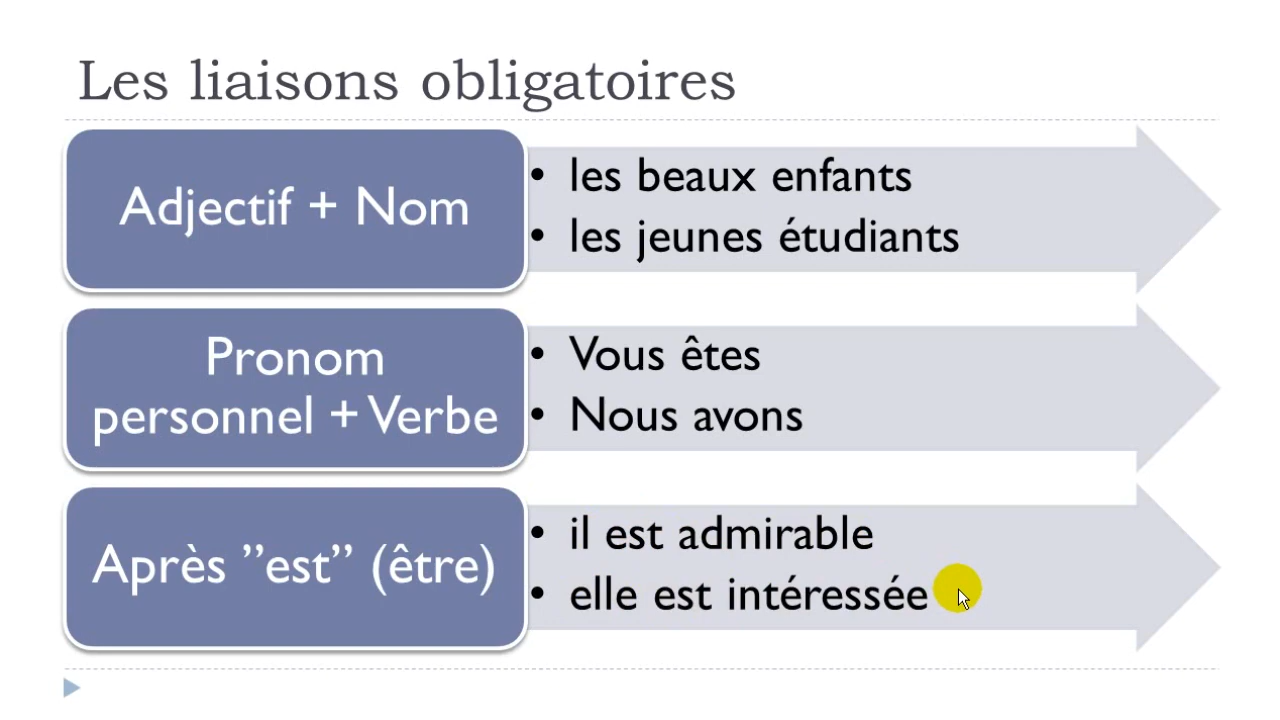 Les liaisons obligatoires
Adjectif + Nom
• les beaux enfants
• les jeunes étudiants
Pronom
personnel + Verbe
• Vous êtes
• Nous avons
Après ”est” (être)
• il est admirable
• elle est intéressée